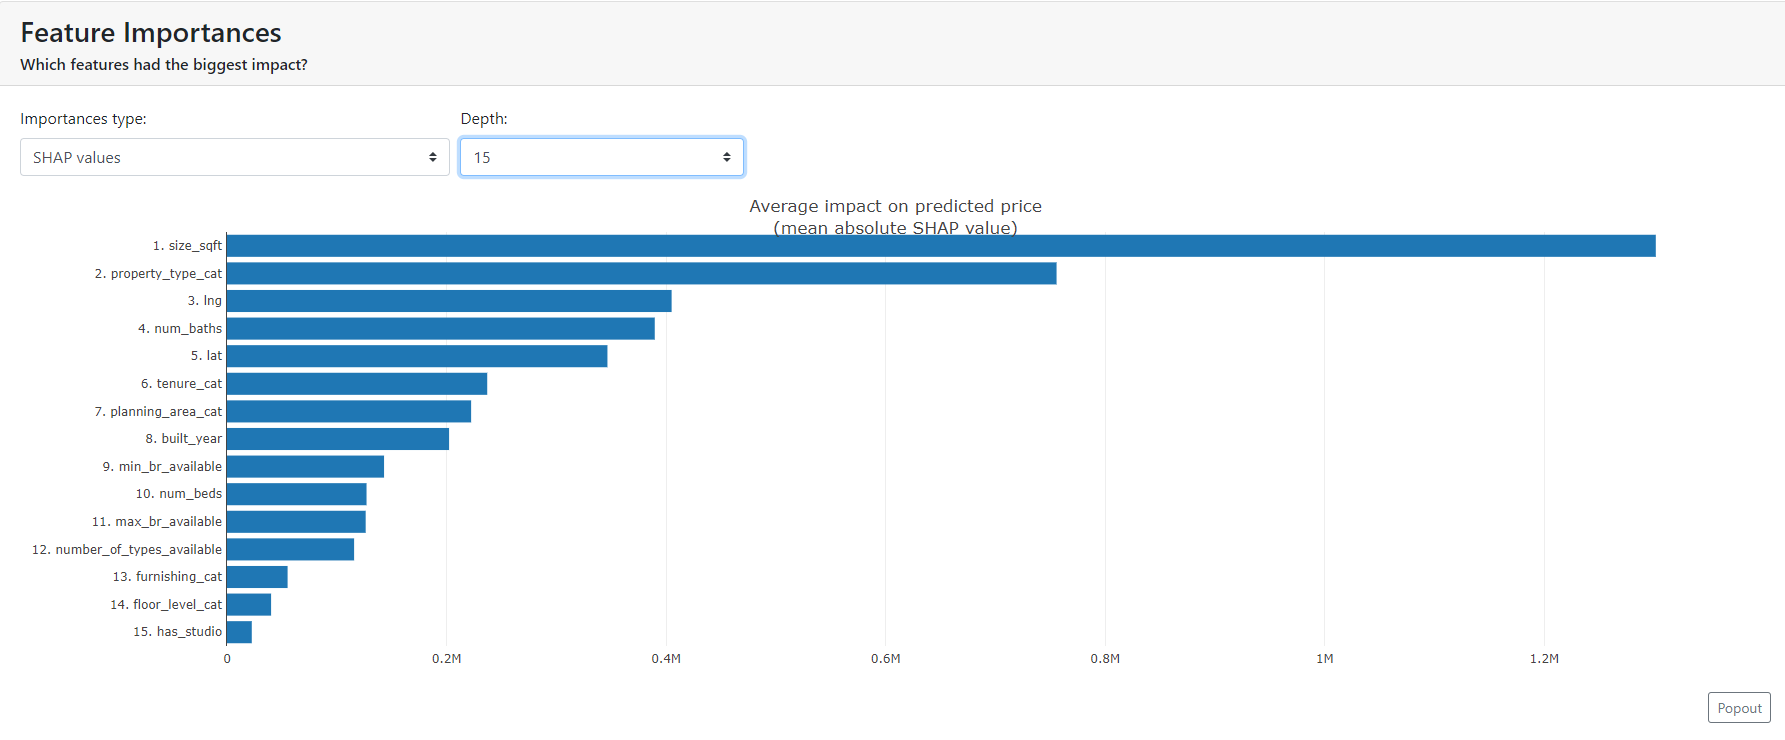 Feature Importances
Which features had the biggest impact?
Importances type:
Depth:
SHAP values
15
Average impact on predicted price
(mean absolute SHAP value)
1. size_sqft
2. property_type_cat
3. lng
4. num_baths
5. lat
6. tenure_cat
7. planning_area_cat
8. built_year
9. min_br_available
10. num_beds
11. max_br_available
12. number_of_types_available
13. furnishing_cat
14. floor_level_cat
15. has_studio
0
0.2M
0.4M
0.6M
0.8M
1M
1.2M
Popout